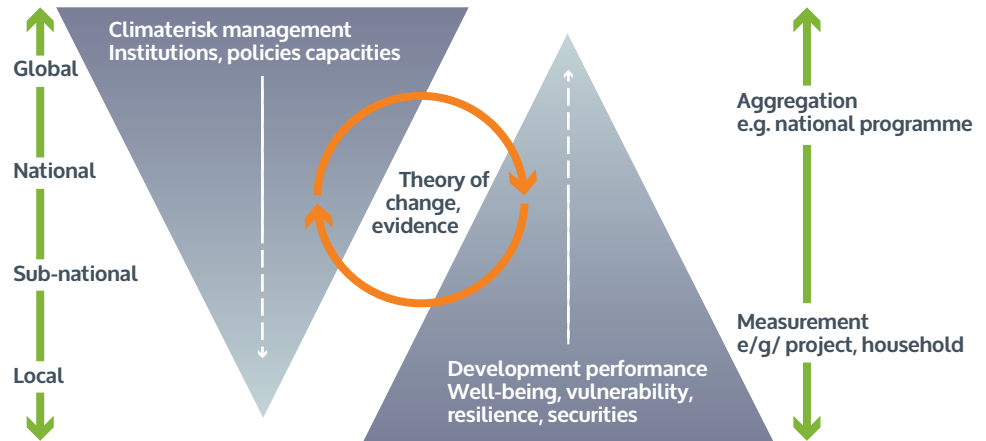 Climaterisk management
Institutions, policies capacities
Global
National
Sub-national
Local
Theory of
change,
evidence
Aggregation
e.g. national programme
Measurement
e/g/ project, household
Development performance
Well-being, vulnerability,
resilience, securities